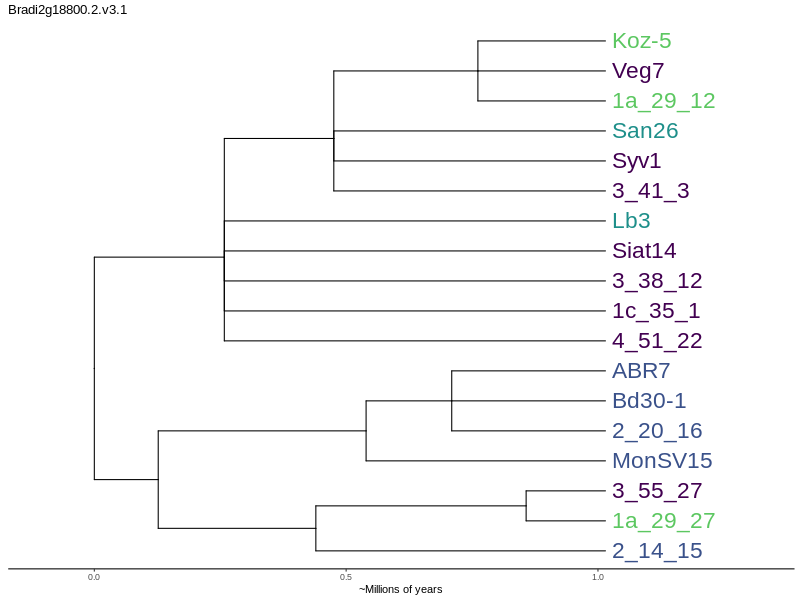 Bradi2g18800.2.v3.1
Koz-5
Veg7
1a_29_12
San26
Syv1
3_41_3
Lb3
Siat14
3_38_12
1c_35_1
4_51_22
ABR7
Bd30-1
2_20_16
MonSV15
3_55_27
1a_29_27
2_14_15
0.0 0.5 1.0
~Millions of years